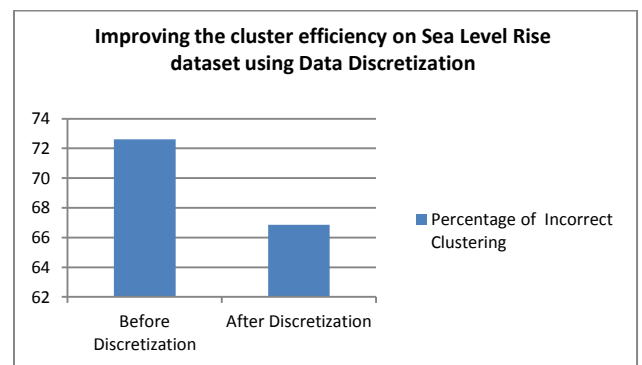 Improving the cluster efficiency on Sea Level Rise
dataset using Data Discretization
74
72
70
68
66
64
62
Before
Discretization
After Discretization
Percentage of Incorrect
Clustering